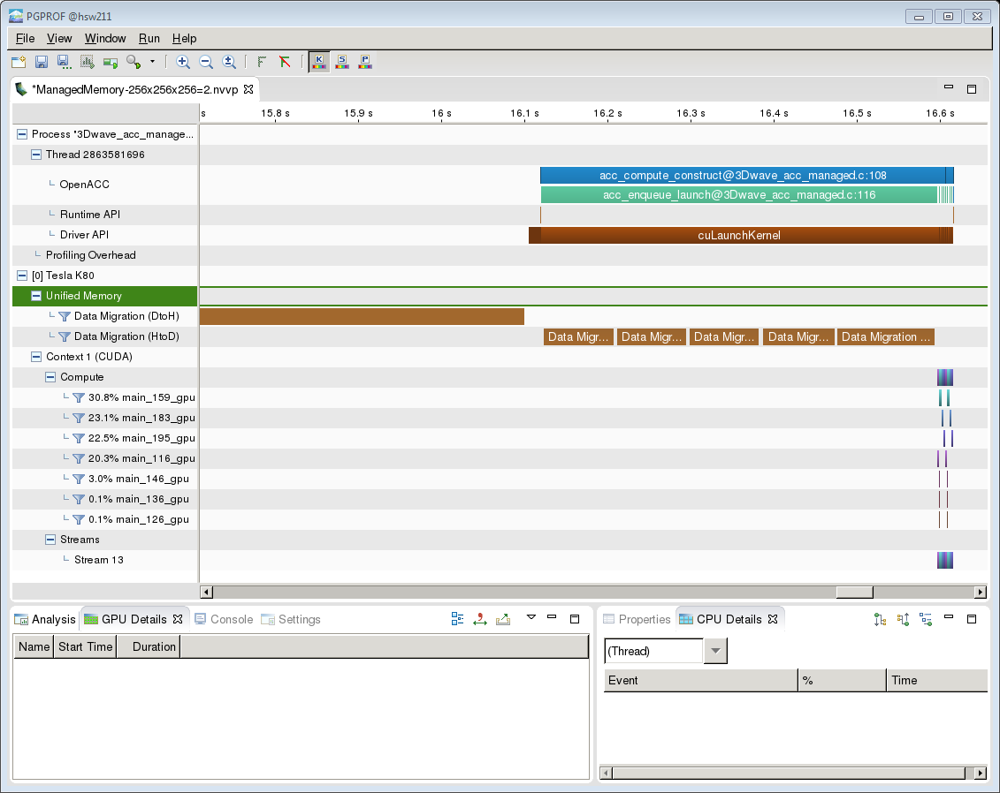 PGPROF @hsw211
File View Window Run Help
K S P
*ManagedMemory-256x256x256=2.nvvp
s 15.8 s 15.9 s 16 s 16.1 s 16.2 s 16.3 s 16.4 s 16.5 s 16.6 s
Process "3Dwave_acc_manage...
Thread 2863581696
OpenACC
acc_compute_construct@3Dwave_acc_managed.c:108
acc_enqueue_launch@3Dwave_acc_managed.c:116
Runtime API
Driver API
cuLaunchKernel
Profiling Overhead
[0] Tesla K80
Unified Memory
Data Migration (DtoH)
Data Migration (HtoD)
Data Migr... Data Migr... Data Migr... Data Migr... Data Migration ...
Context 1 (CUDA)
Compute
30.8% main_159_gpu
23.1% main_183_gpu
22.5% main_195_gpu
20.3% main_116_gpu
3.0% main_146_gpu
0.1% main_136_gpu
0.1% main_126_gpu
Streams
Stream 13
Analysis GPU Details Console Settings
Name Start Time Duration
Properties CPU Details
(Thread)
Event % Time